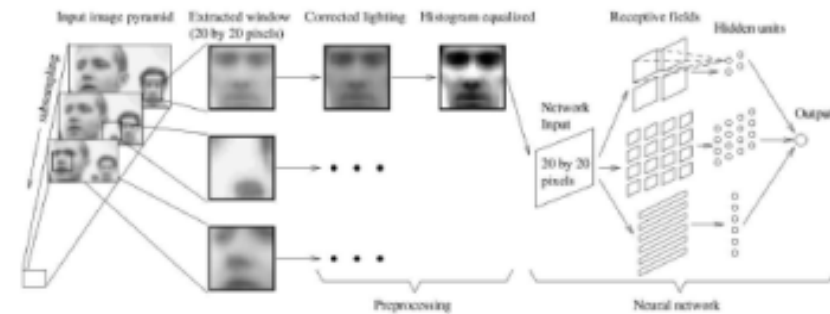 Input image pyramid
Extracted window
(20 by 20 pixels)
Corrected lighting
Histogram equalized
Receptive fields
Hidden units
subsampling
Network
Input
Output
20 by 20
pixels
Preprocessing
Neural network